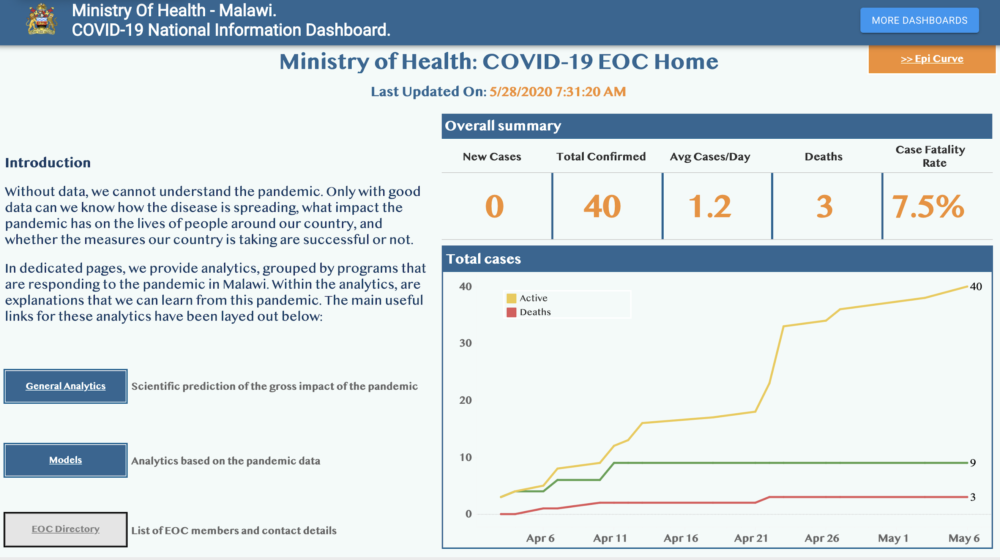 Ministry Of Health - Malawi.
COVID-19 National Information Dashboard.
MORE DASHBOARDS
Ministry of Health: COVID-19 EOC Home
>> Epi Curve
Last Updated On: 5/28/2020 7:31:20 AM
Introduction
Without data, we cannot understand the pandemic. Only with good
data can we know how the disease is spreading, what impact the
pandemic has on the lives of people around our country, and
whether the measures our country is taking are successful or not.
In dedicated pages, we provide analytics, grouped by programs that
are responding to the pandemic in Malawi. Within the analytics, are
explanations that we can learn from this pandemic. The main useful
links for these analytics have been layed out below:
General Analytics
Scientific prediction of the gross impact of the pandemic
Models
Analytics based on the pandemic data
EOC Directory
List of EOC members and contact details
Overall summary
New Cases
Total Confirmed
Avg Cases/Day
Deaths
Case Fatality
Rate
0
40
1.2
3
7.5%
Total cases
40
30
20
10
0
Active
Deaths
40
9
3
Apr 6
Apr 11
Apr 16
Apr 21
Apr 26
May 1
May 6